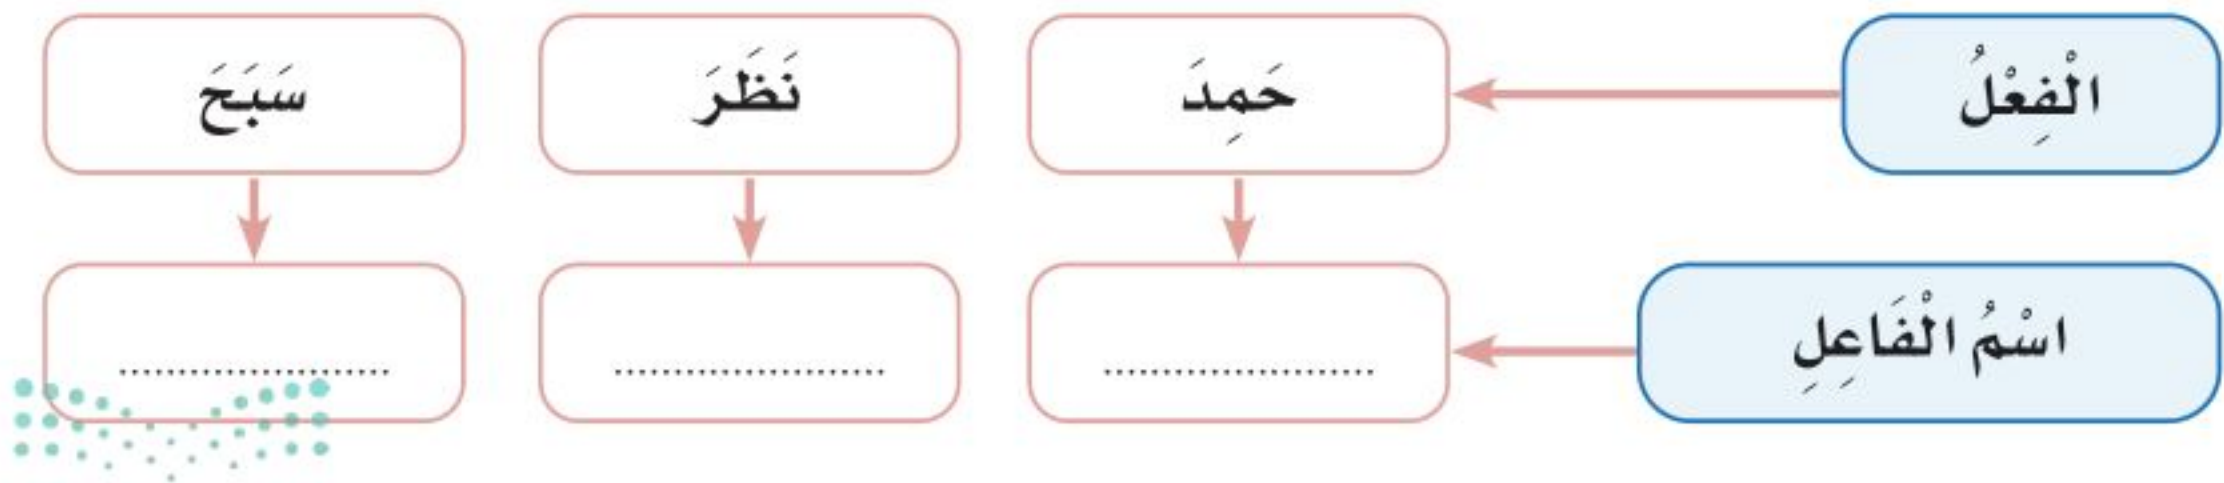 الْفِعْلُ
حَمِدَ
نَظَرَ
سَبَحَ
اسْمُ الْفَاعِلِ
......................
......................
......................